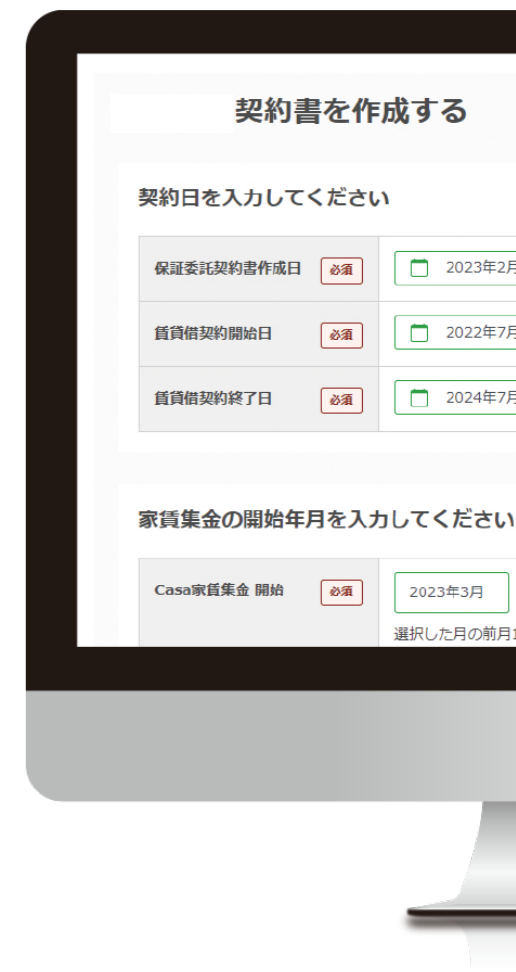 契約書を作成する
契約日を入力してください
保証委託契約書作成日 必須 2023年2月
賃貸借契約開始日 必須 2022年7月
賃貸借契約終了日 必須 2024年7月
家賃集金の開始年月を入力してください
Casa家賃集金 開始 必須 2023年3月
選択した月の前月1